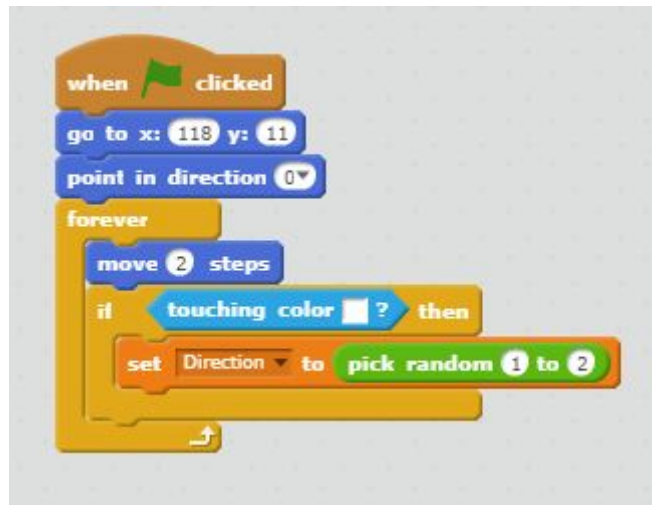 when clicked
go to x: 118 y: 11
point in direction 0
forever
move 2 steps
if touching color ? then
set Direction to pick random 1 to 2